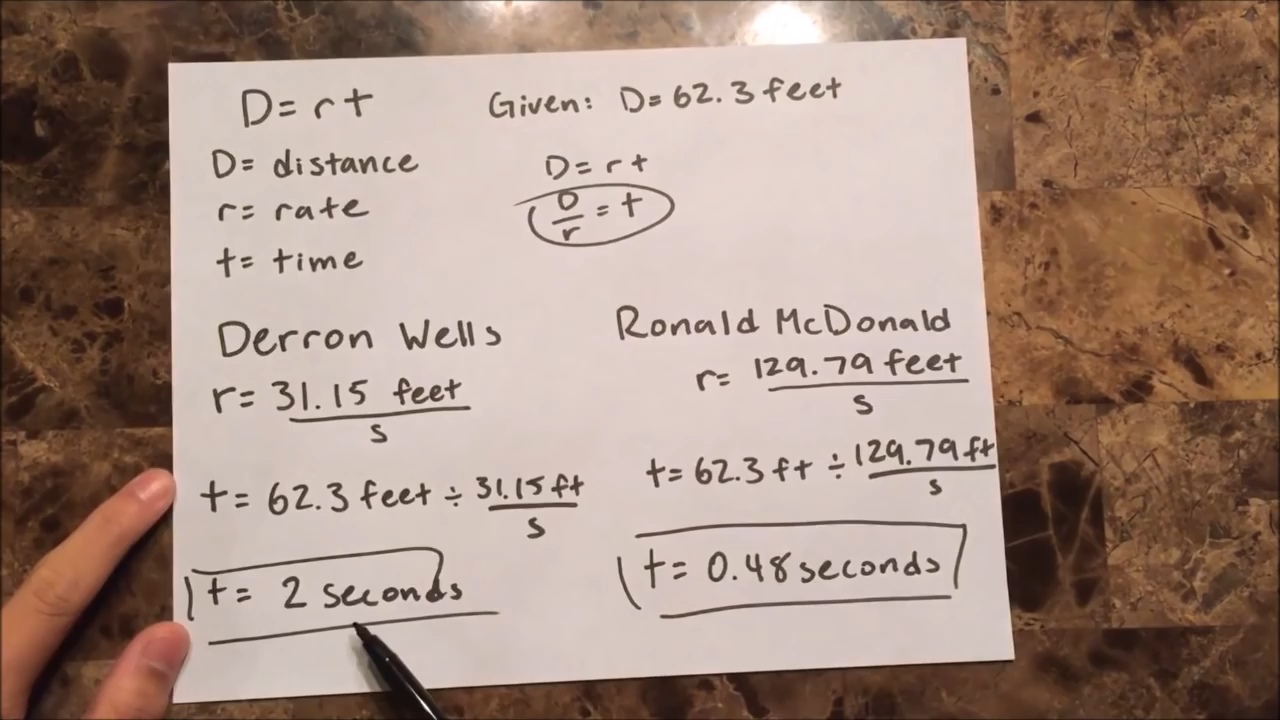 D = rt
D = distance
r = rate
t = time
Given: D = 62.3 feet
D = rt
D/r = t
Derron Wells
r = 31.15 feet/s
t = 62.3 feet ÷ 31.15 ft/s
t = 2 seconds
Ronald McDonald
r = 129.79 feet/s
t = 62.3 ft ÷ 129.79 ft/s
t = 0.48 seconds